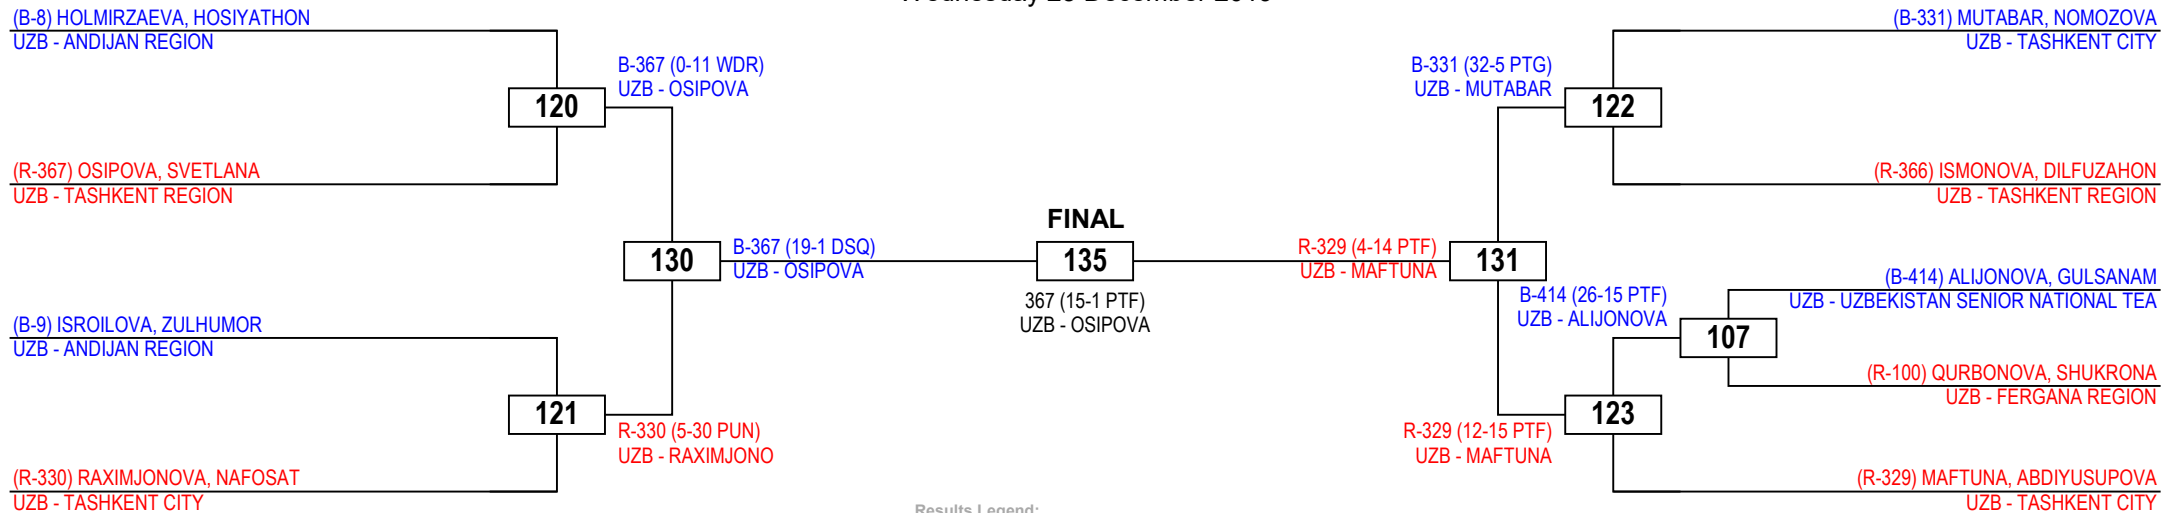 (B-8) HOLMIRZAEVA, HOSIYATHON
UZB - ANDIJAN REGION
B-367 (0-11 WDR)
UZB - OSIPOVA
120
(R-367) OSIPOVA, SVETLANA
UZB - TASHKENT REGION
130
B-367 (19-1 DSQ)
UZB - OSIPOVA
(B-9) ISROILOVA, ZULHUMOR
UZB - ANDIJAN REGION
121
R-330 (5-30 PUN)
UZB - RAXIMJONO
(R-330) RAXIMJONOVA, NAFOSAT
UZB - TASHKENT CITY
FINAL
135
367 (15-1 PTF)
UZB - OSIPOVA
(B-331) MUTABAR, NOMOZOVA
UZB - TASHKENT CITY
B-331 (32-5 PTG)
UZB - MUTABAR
122
(R-366) ISMONOVA, DILFUZAHON
UZB - TASHKENT REGION
R-329 (4-14 PTF)
UZB - MAFTUNA
131
(B-414) ALIJONOVA, GULSANAM
UZB - UZBEKISTAN SENIOR NATIONAL TEA
B-414 (26-15 PTF)
UZB - ALIJONOVA
107
(R-100) QURBONOVA, SHUKRONA
UZB - FERGANA REGION
123
R-329 (12-15 PTF)
UZB - MAFTUNA
(R-329) MAFTUNA, ABDIYUSUPOVA
UZB - TASHKENT CITY
Results Legend: